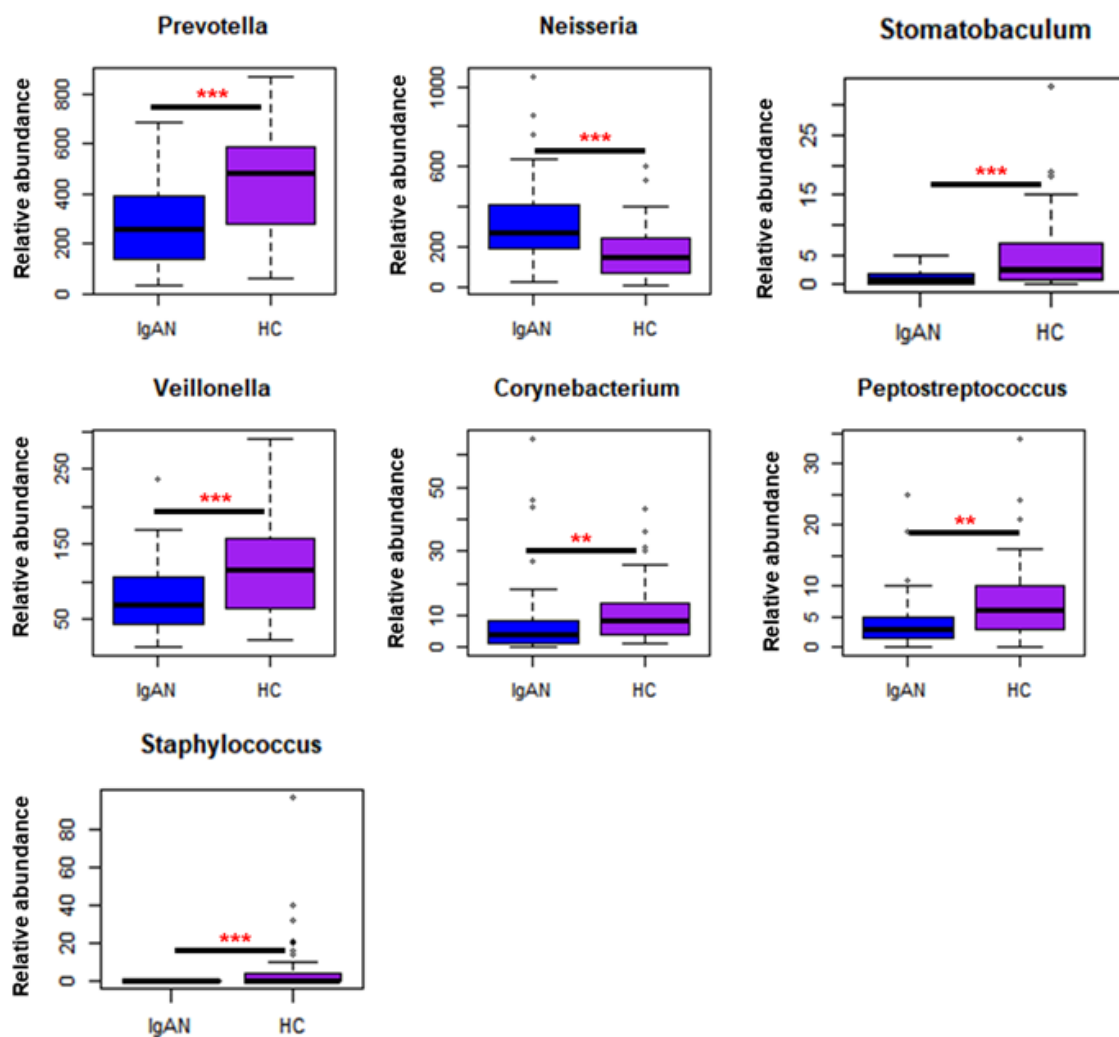 Prevotella
Relative abundance
800
600
400
200
0
***
IgAN HC
Neisseria
Relative abundance
1000
600
200
0
***
IgAN HC
Stomatobaculum
Relative abundance
25
15
5
0
***
IgAN HC
Veillonella
Relative abundance
250
150
50
***
IgAN HC
Corynebacterium
Relative abundance
50
30
10
0
**
IgAN HC
Peptostreptococcus
Relative abundance
30
20
10
5
0
**
IgAN HC
Staphylococcus
Relative abundance
80
60
40
20
0
***
IgAN HC